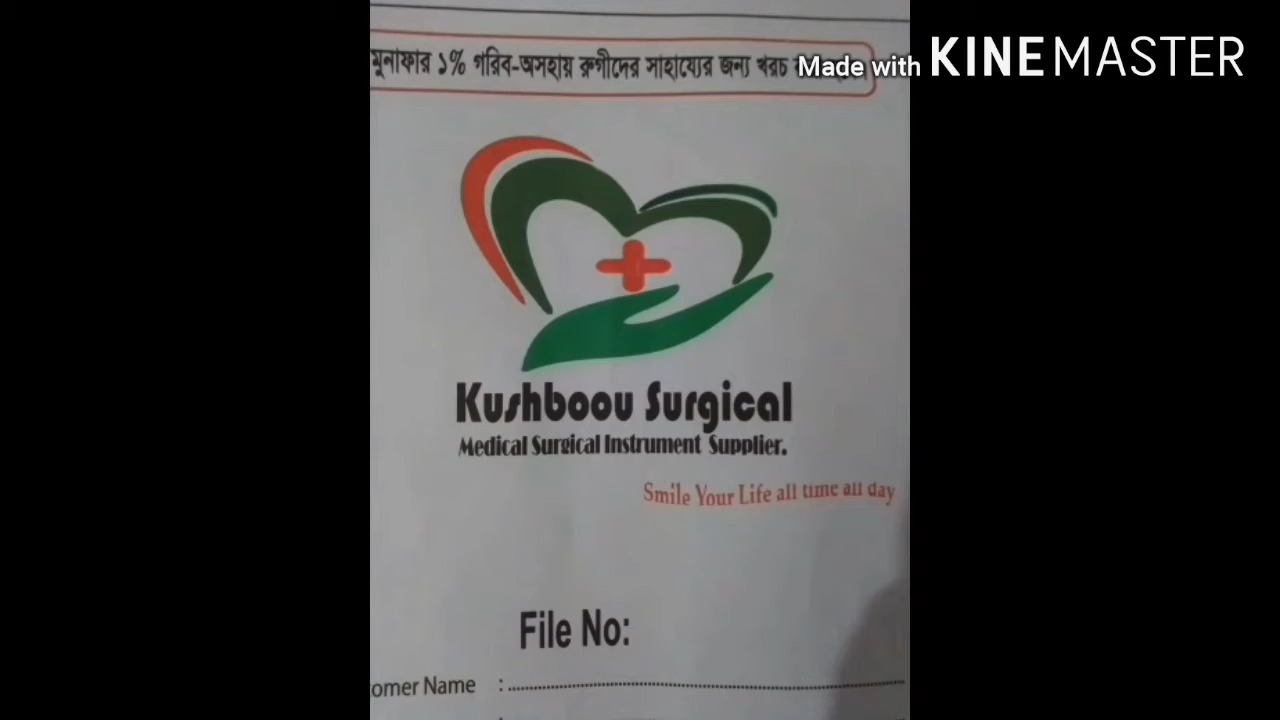 মুনাফার ১% গরিব-অসহায় রুগীদের সাহায্যের জন্য খরচ
Made with KINEMASTER
Kushboou Surgical
Medical Surgical Instrument Supplier.
Smile Your Life all time all day
File No:
omer Name :